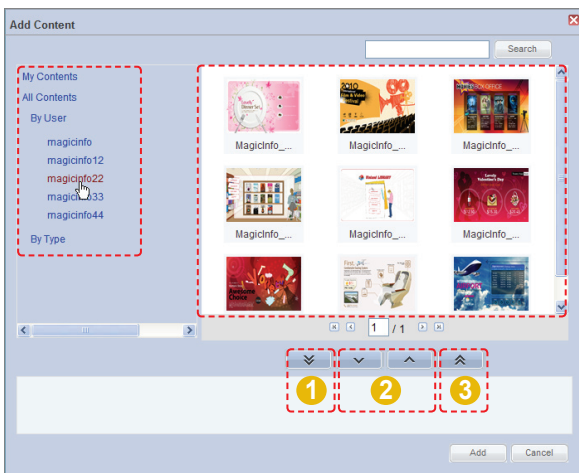 Add Content
Search
My Contents
All Contents
By User
magicinfo
magicinfo12
magicinfo22
magicinfo33
magicinfo44
By Type
MagicInfo_... MagicInfo_... MagicInfo_...
MagicInfo_... MagicInfo_... MagicInfo_...
1 / 1
1 2 3
Add Cancel